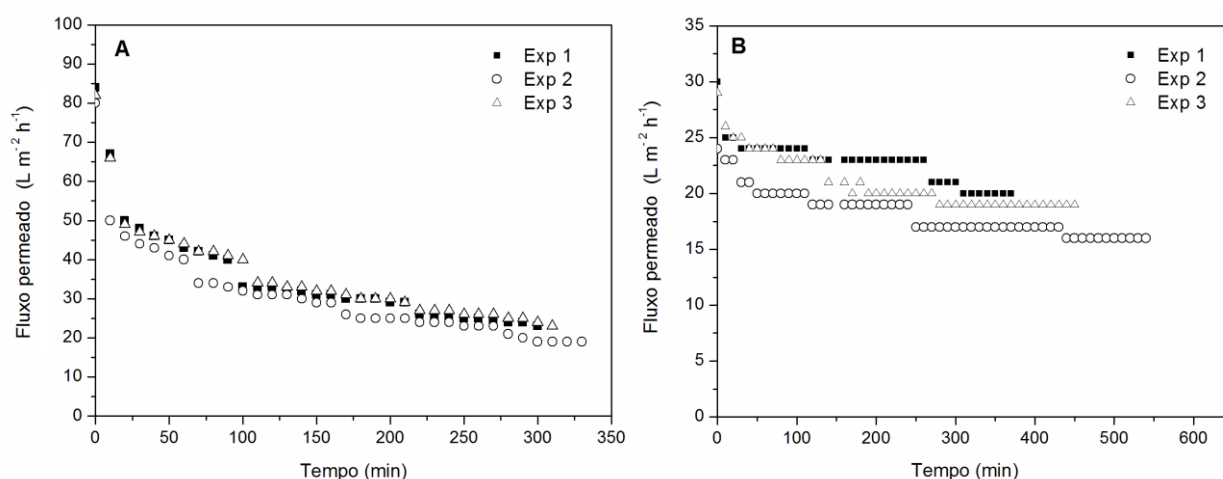 A
Exp 1
Exp 2
Exp 3
Fluxo permeado (L m⁻² h⁻¹)
100
90
80
70
60
50
40
30
20
10
0
0 50 100 150 200 250 300 350
Tempo (min)
B
Exp 1
Exp 2
Exp 3
Fluxo permeado (L m⁻² h⁻¹)
35
30
25
20
15
10
5
0
0 100 200 300 400 500 600
Tempo (min)